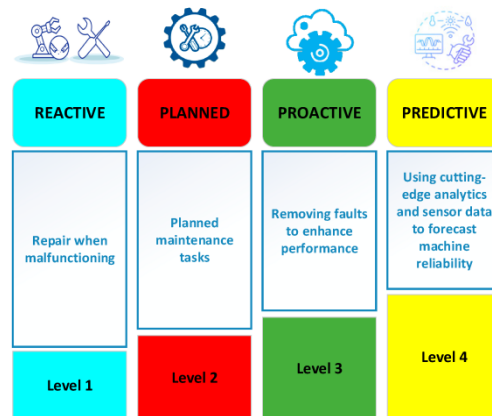 REACTIVE
PLANNED
PROACTIVE
PREDICTIVE
Repair when
malfunctioning
Planned
maintenance
tasks
Removing faults
to enhance
performance
Using cutting-
edge analytics
and sensor data
to forecast
machine
reliability
Level 1
Level 2
Level 3
Level 4